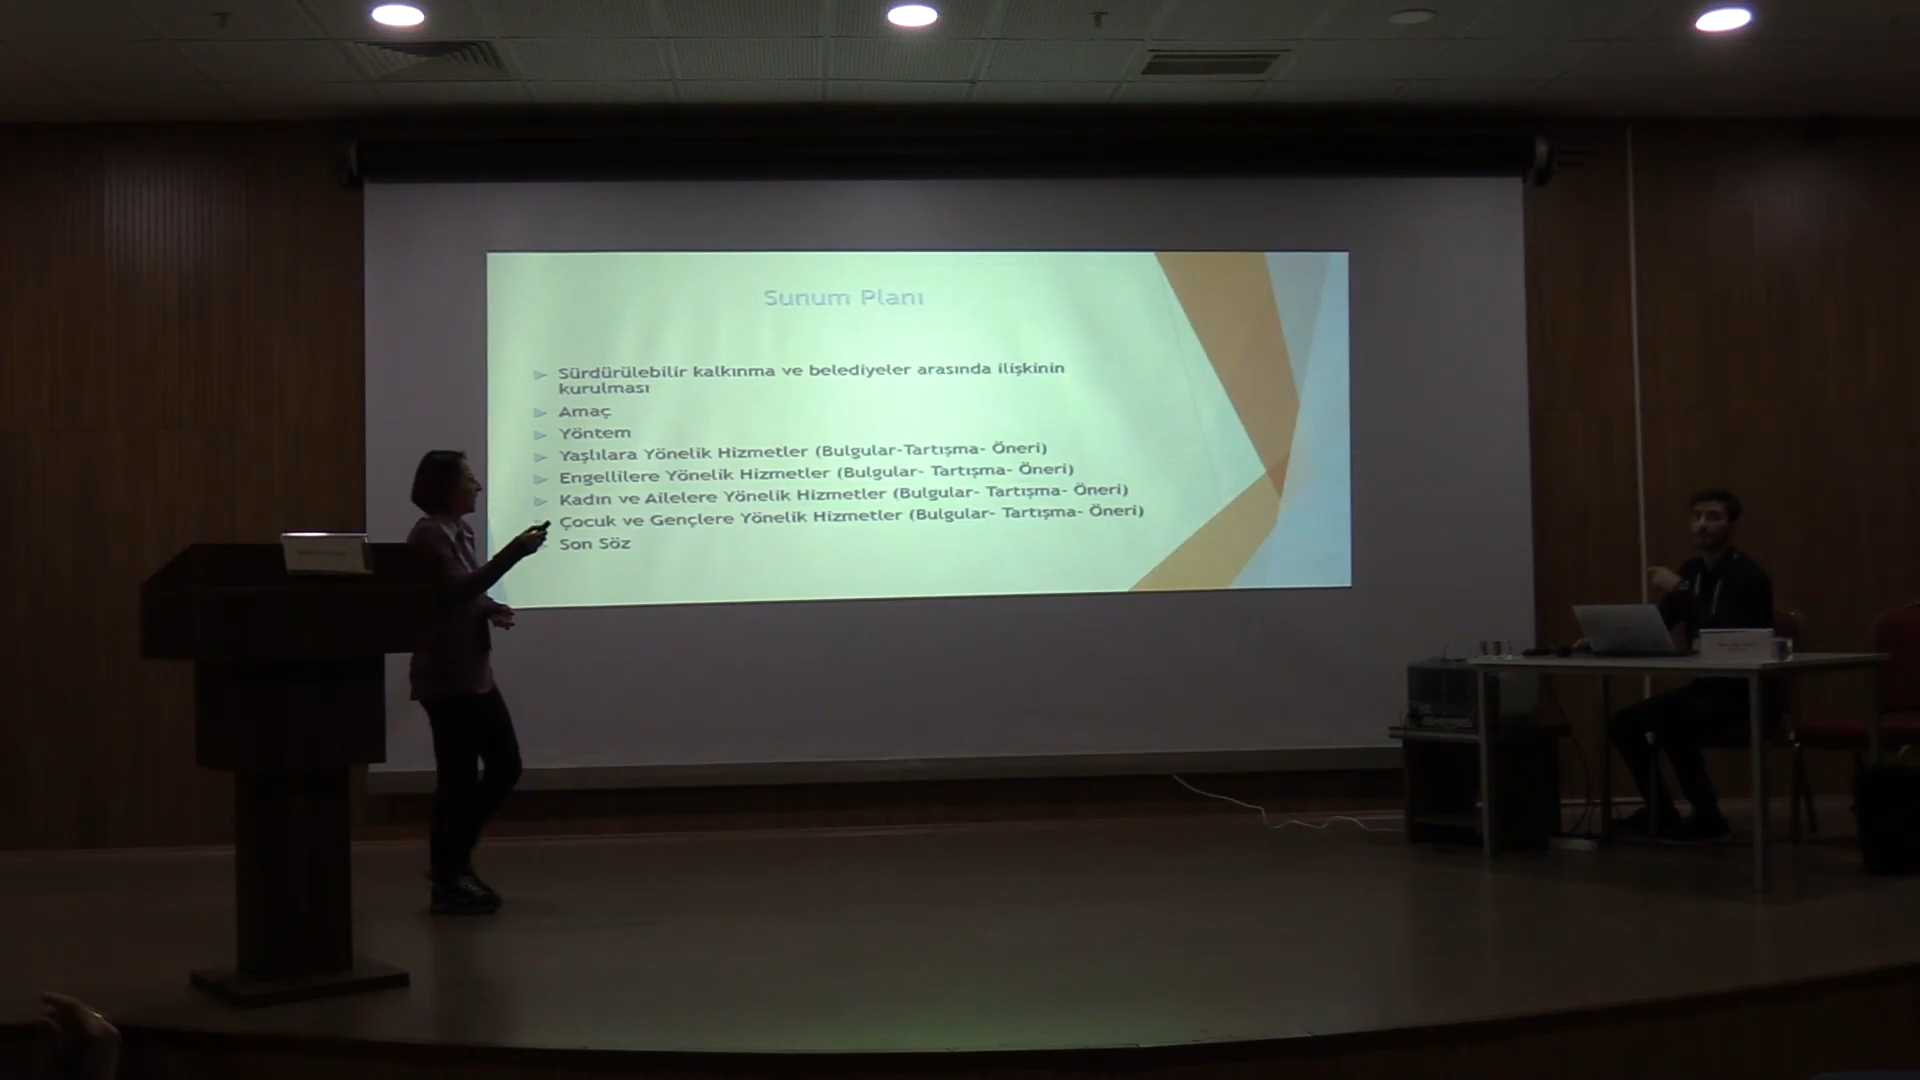 Sunum Planı
Sürdürülebilir kalkınma ve belediyeler arasında ilişkinin
kurulması
Amaç
Yöntem
Yaşlılara Yönelik Hizmetler (Bulgular-Tartışma- Öneri)
Engellilere Yönelik Hizmetler (Bulgular- Tartışma- Öneri)
Kadın ve Ailelere Yönelik Hizmetler (Bulgular- Tartışma- Öneri)
Çocuk ve Gençlere Yönelik Hizmetler (Bulgular- Tartışma- Öneri)
Son Söz